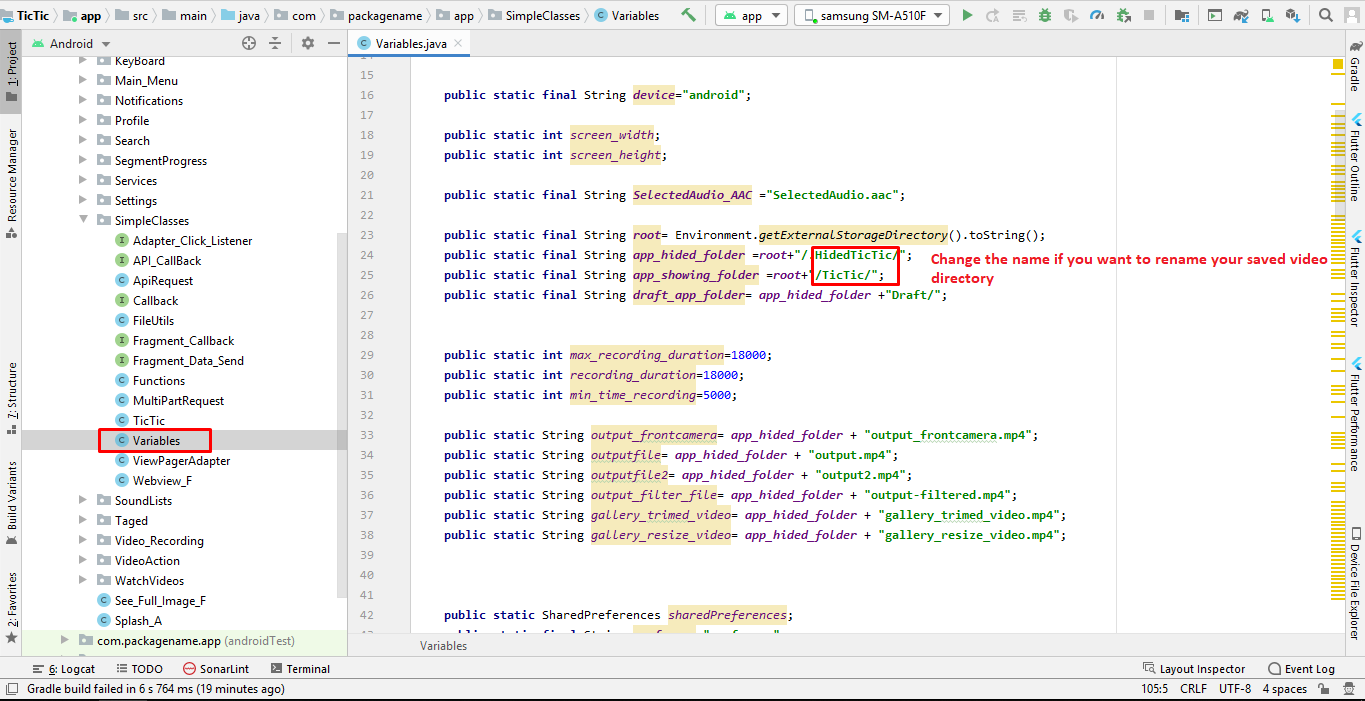 TicTic app src main java com packagename app SimpleClasses Variables app samsung SM-A510F
Android Variables.java
1: Project
Resource Manager
7: Structure
Build Variants
2: Favorites
KeyBoard
Main_Menu
Notifications
Profile
Search
SegmentProgress
Services
Settings
SimpleClasses
Adapter_Click_Listener
API_CallBack
ApiRequest
Callback
FileUtils
Fragment_Callback
Fragment_Data_Send
Functions
MultiPartRequest
TicTic
Variables
ViewPagerAdapter
Webview_F
SoundLists
Taged
Video_Recording
VideoAction
WatchVideos
See_Full_Image_F
Splash_A
com.packagename.app (androidTest)
15
16 public static final String device="android";
17
18 public static int screen_width;
19 public static int screen_height;
20
21 public static final String SelectedAudio_AAC ="SelectedAudio.aac";
22
23 public static final String root= Environment.getExternalStorageDirectory().toString();
24 public static final String app_hided_folder =root+"/.HidedTicTic/";
25 public static final String app_showing_folder =root+"/TicTic/";
26 public static final String draft_app_folder= app_hided_folder +"Draft/";
27
28
29 public static int max_recording_duration=18000;
30 public static int recording_duration=18000;
31 public static int min_time_recording=5000;
32
33 public static String output_frontcamera= app_hided_folder + "output_frontcamera.mp4";
34 public static String outputfile= app_hided_folder + "output.mp4";
35 public static String outputfile2= app_hided_folder + "output2.mp4";
36 public static String output_filter_file= app_hided_folder + "output-filtered.mp4";
37 public static String gallery_trimed_video= app_hided_folder + "gallery_trimed_video.mp4";
38 public static String gallery_resize_video= app_hided_folder + "gallery_resize_video.mp4";
39
40
41
42 public static SharedPreferences sharedPreferences;
Change the name if you want to rename your saved video
directory
Variables
Gradle
Flutter Outline
Flutter Inspector
Flutter Performance
Device File Explorer
6: Logcat TODO SonarLint Terminal Layout Inspector Event Log
Gradle build failed in 6 s 764 ms (19 minutes ago) 105:5 CRLF UTF-8 4 spaces